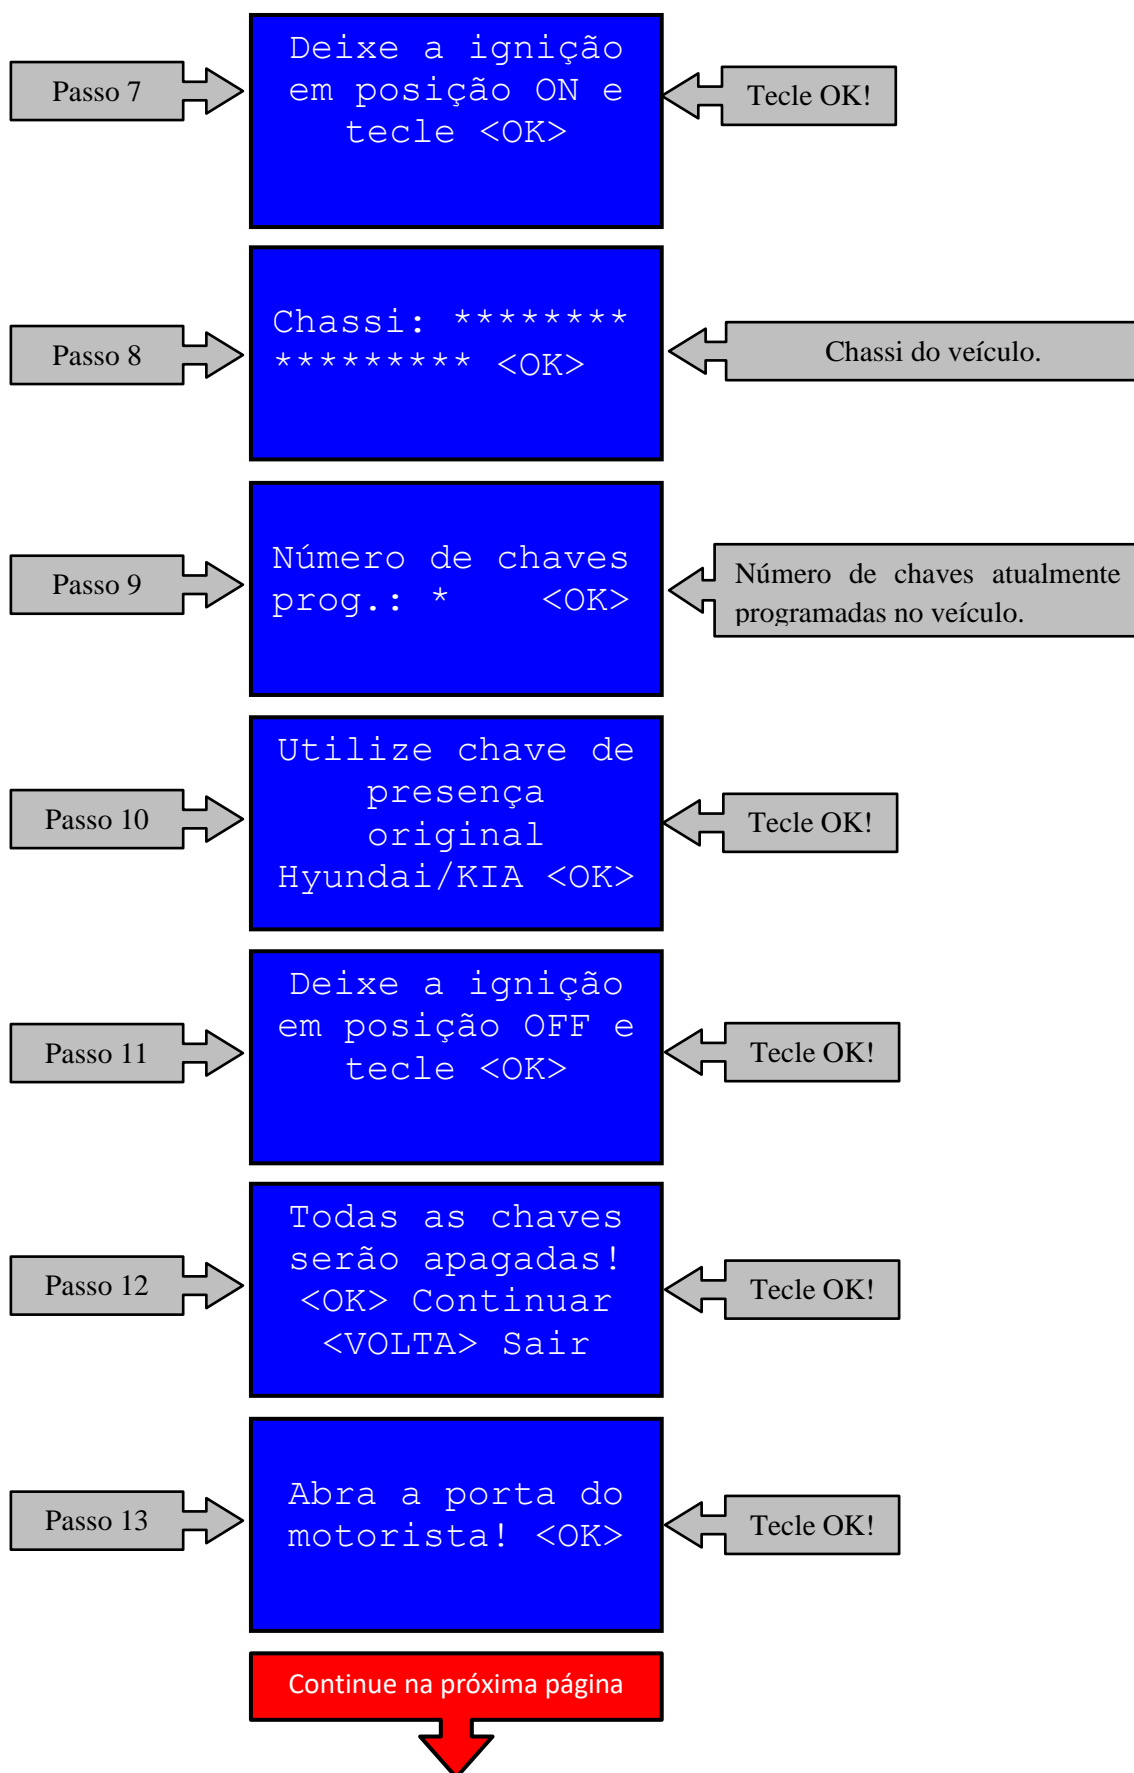 Passo 7
Deixe a ignição
em posição ON e
tecle <OK>
Tecle OK!
Passo 8
Chassi: ********
********* <OK>
Chassi do veículo.
Passo 9
Número de chaves
prog.: * <OK>
Número de chaves atualmente
programadas no veículo.
Passo 10
Utilize chave de
presença
original
Hyundai/KIA <OK>
Tecle OK!
Passo 11
Deixe a ignição
em posição OFF e
tecle <OK>
Tecle OK!
Passo 12
Todas as chaves
serão apagadas!
<OK> Continuar
<VOLTA> Sair
Tecle OK!
Passo 13
Abra a porta do
motorista! <OK>
Tecle OK!
Continue na próxima página